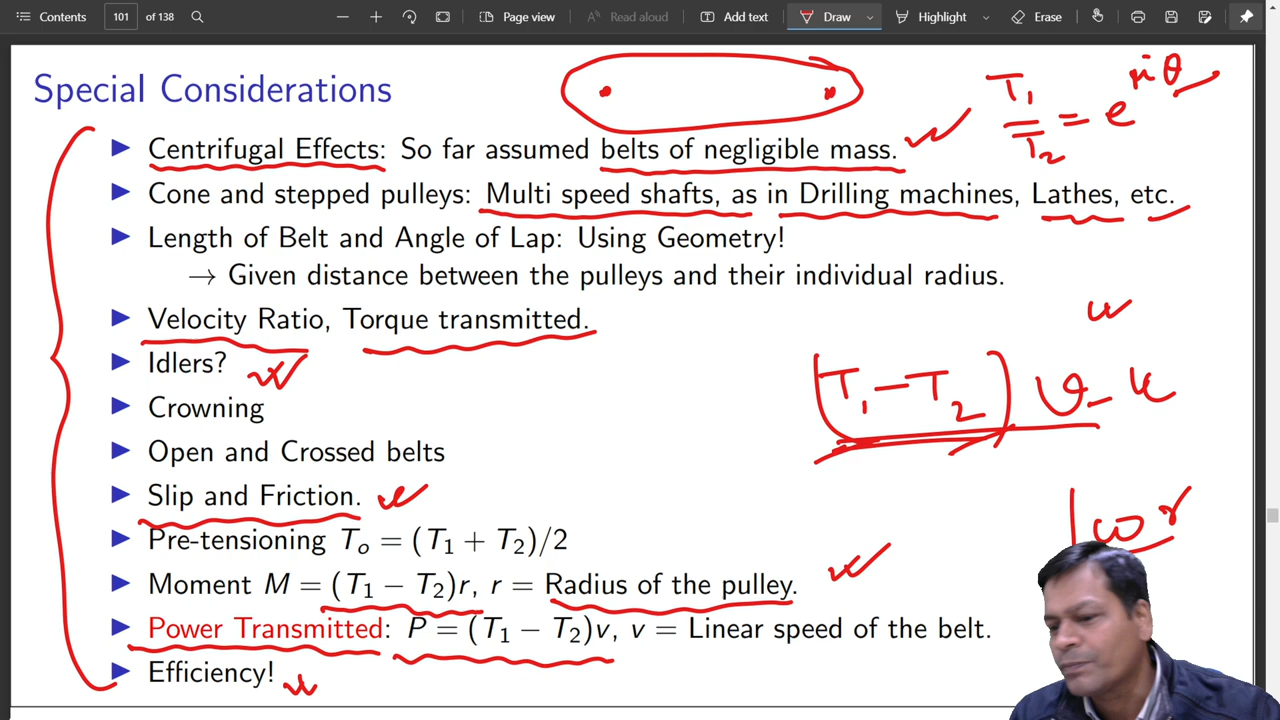 Contents 101 of 138 Page view Read aloud Add text Draw Highlight Erase
Special Considerations
T₁/T₂ = e^μθ
▶ Centrifugal Effects: So far assumed belts of negligible mass.
▶ Cone and stepped pulleys: Multi speed shafts, as in Drilling machines, Lathes, etc.
▶ Length of Belt and Angle of Lap: Using Geometry!
→ Given distance between the pulleys and their individual radius.
▶ Velocity Ratio, Torque transmitted.
▶ Idlers?
(T₁ − T₂)
▶ Crowning
▶ Open and Crossed belts
▶ Slip and Friction.
ω r
▶ Pre-tensioning Tₒ = (T₁ + T₂)/2
▶ Moment M = (T₁ − T₂)r, r = Radius of the pulley.
▶ Power Transmitted: P = (T₁ − T₂)v, v = Linear speed of the belt.
▶ Efficiency!